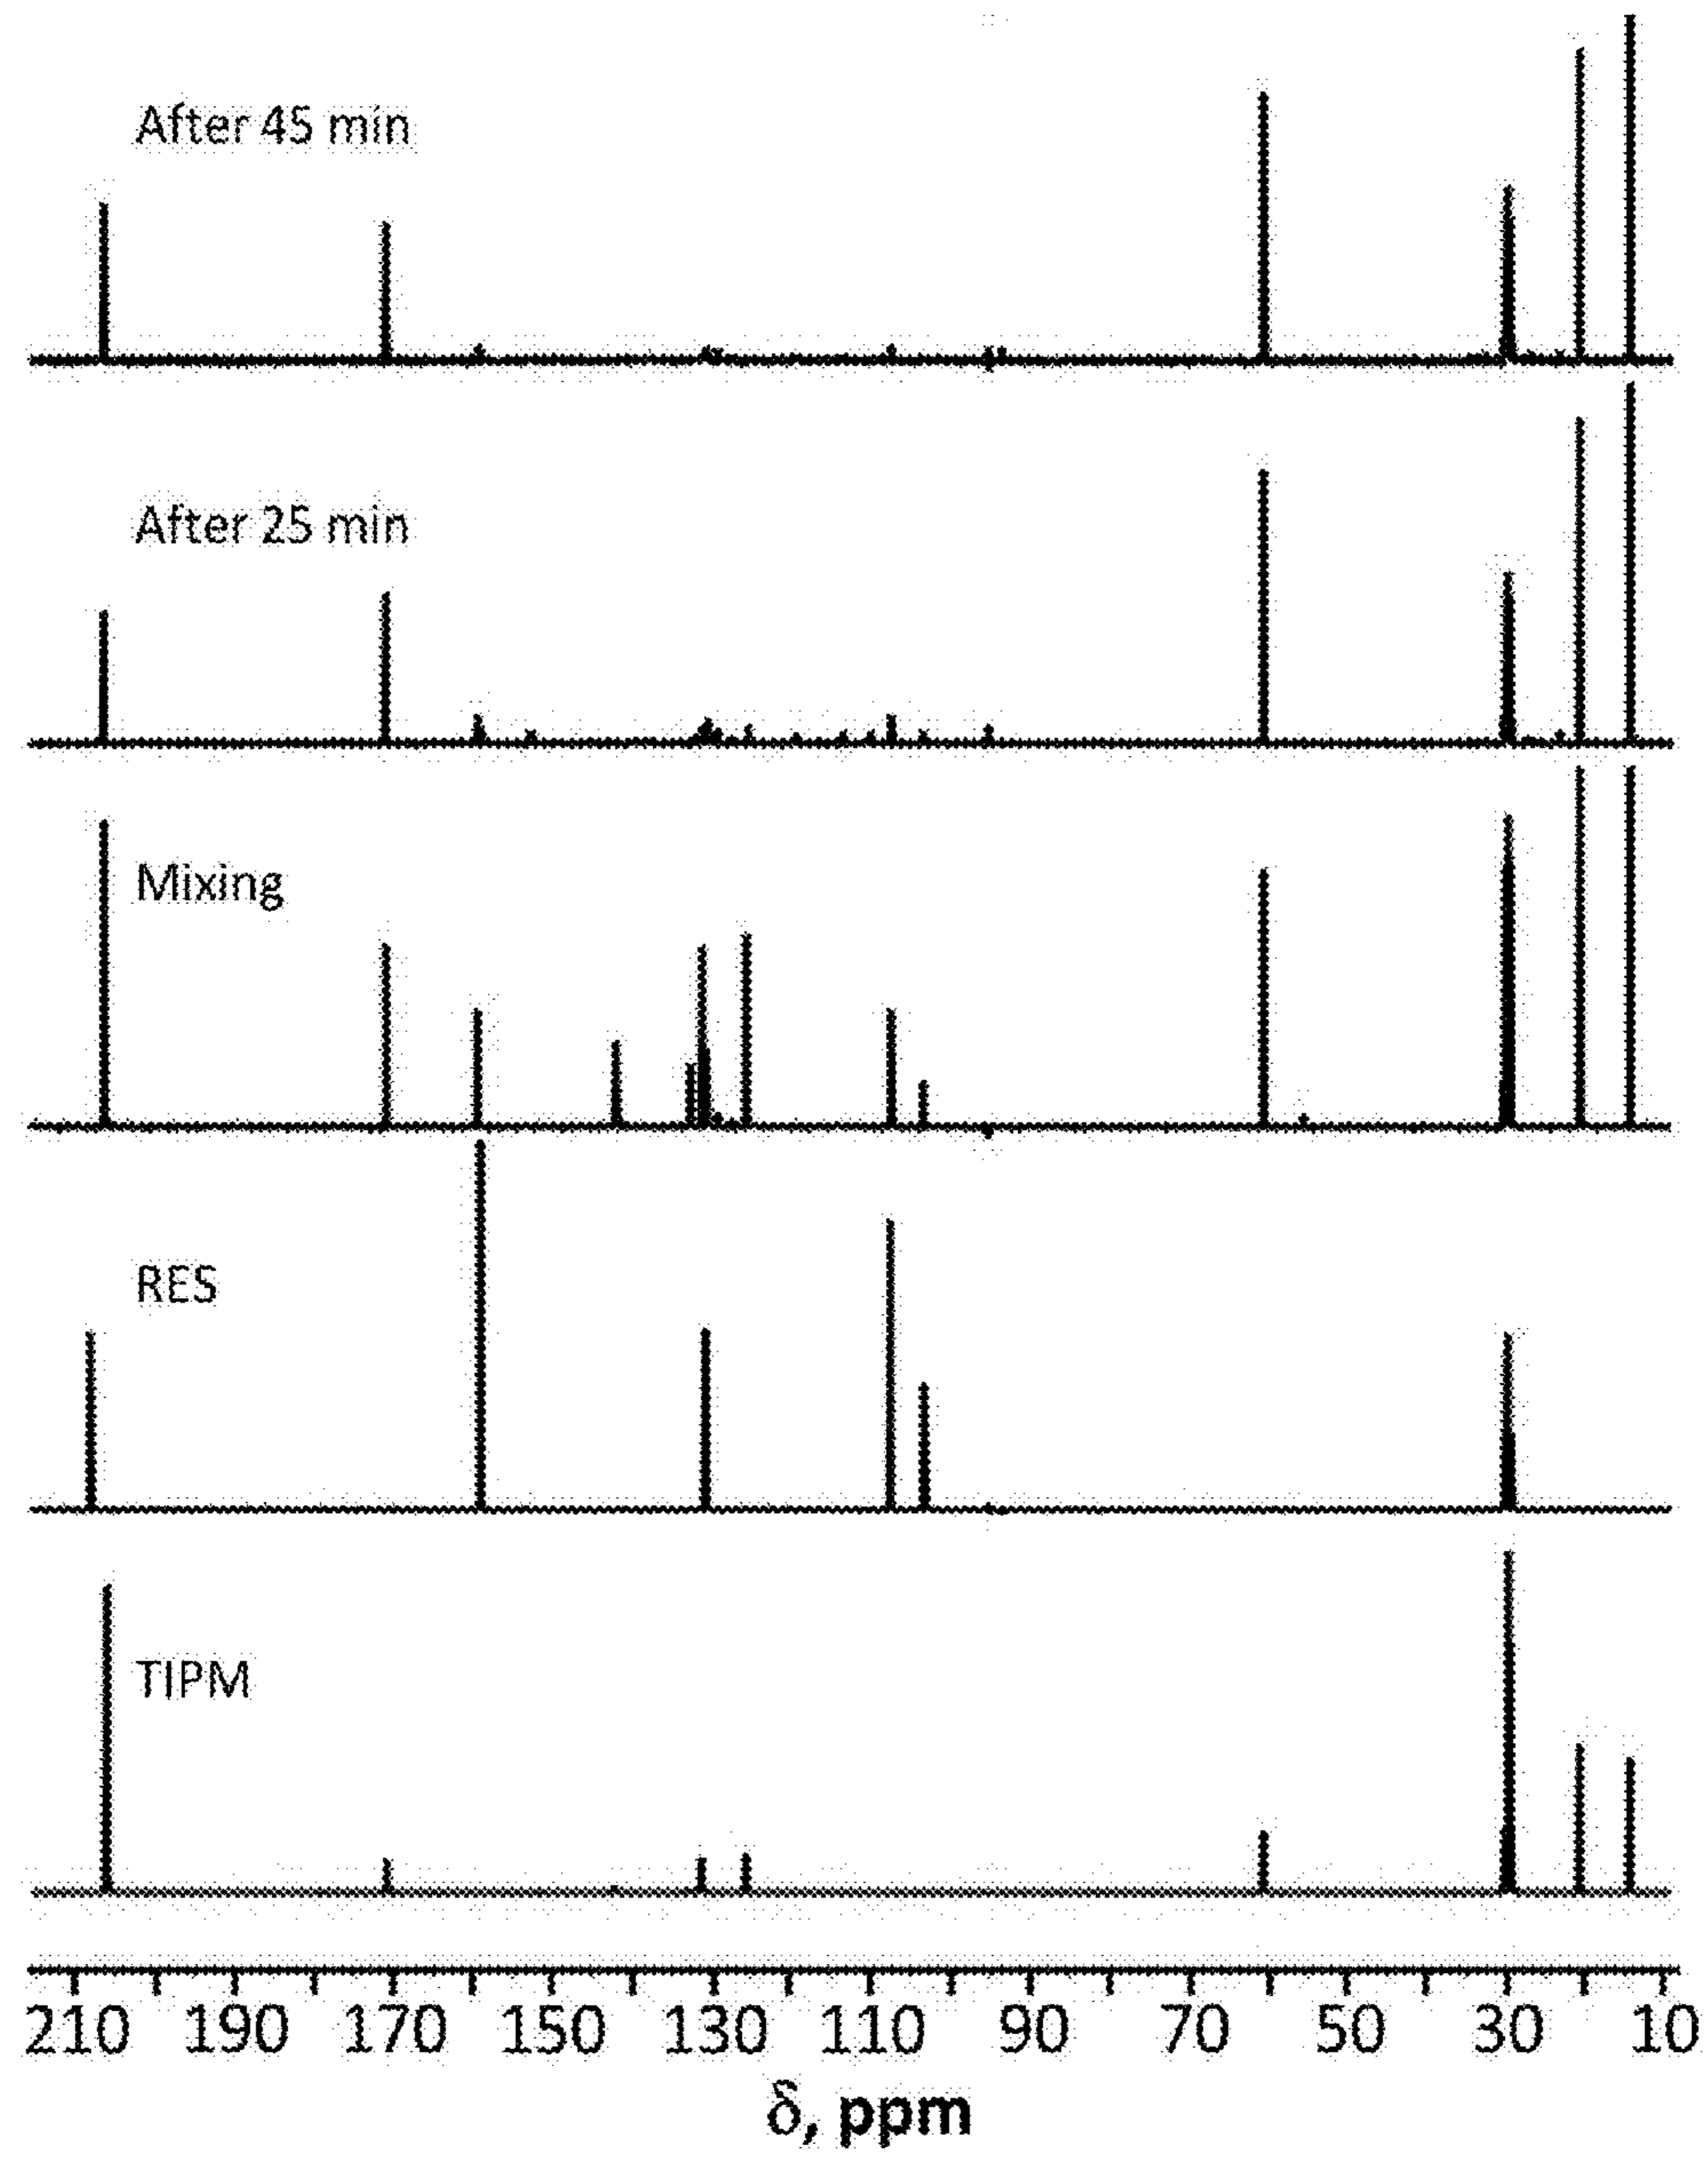 After 45 min
After 25 min
Mixing
RES
TIPM
210 190 170 150 130 110 90 70 50 30 10
δ, ppm